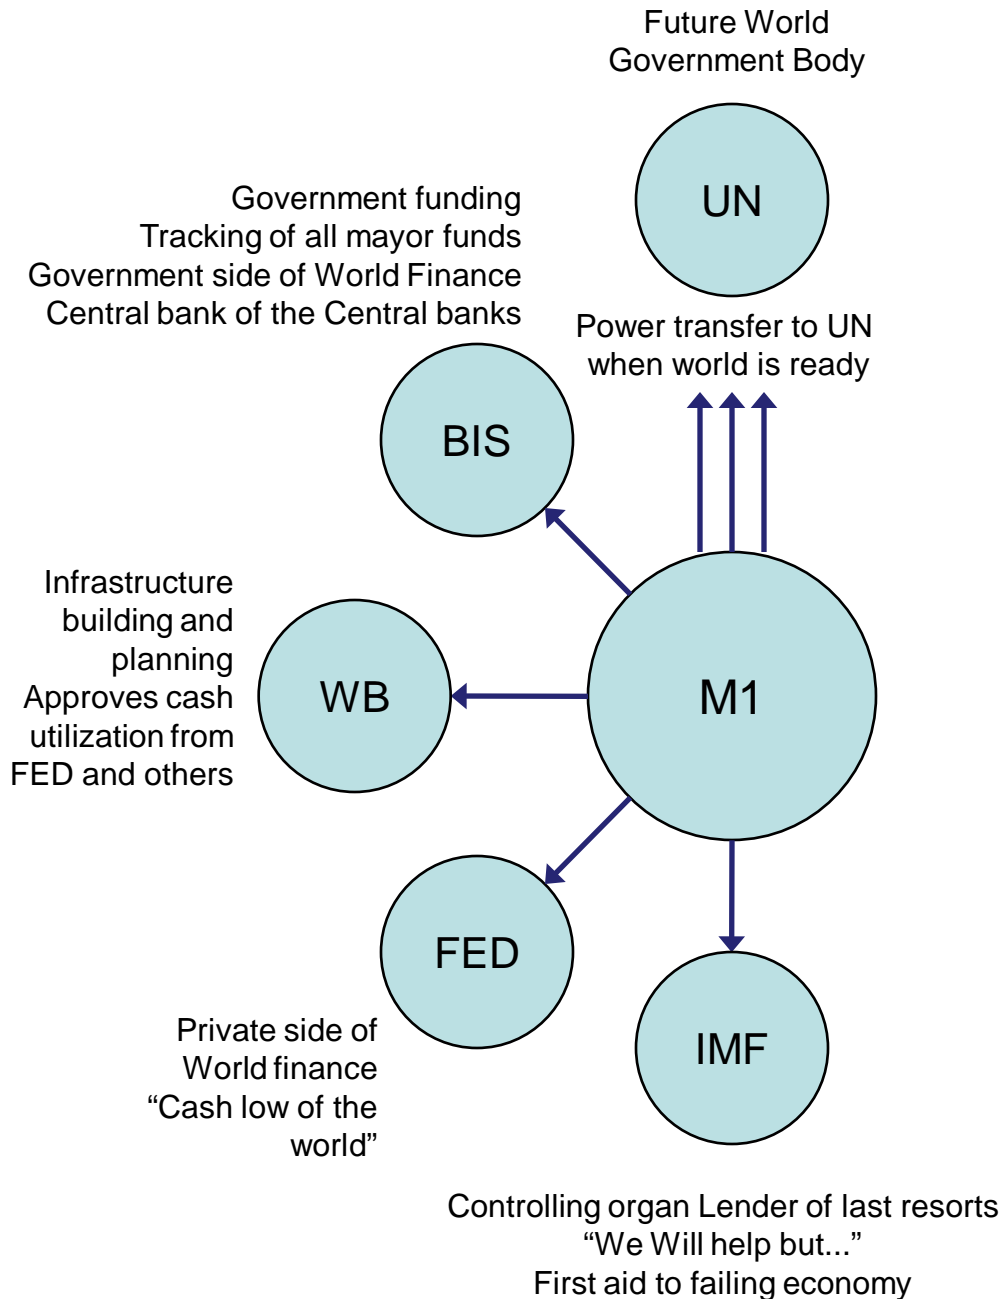 Future World
Government Body
UN
Government funding
Tracking of all mayor funds
Government side of World Finance
Central bank of the Central banks
Power transfer to UN
when world is ready
BIS
Infrastructure
building and
planning
Approves cash
utilization from
FED and others
WB
M1
FED
Private side of
World finance
“Cash low of the
world”
IMF
Controlling organ Lender of last resorts
“We Will help but...”
First aid to failing economy